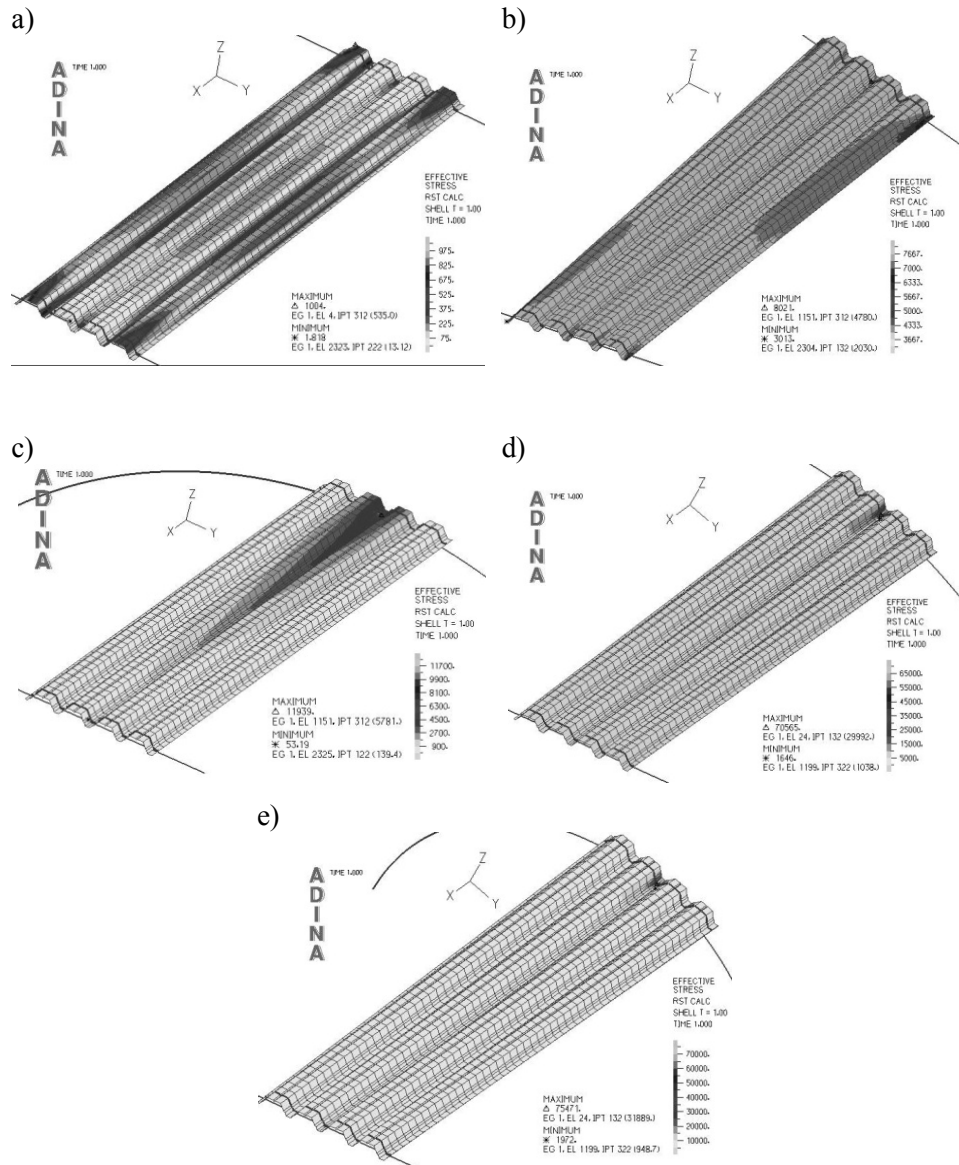 a)
ADINA
TIME 1.000
Z
X
Y
EFFECTIVE
STRESS
RST CALC
SHELL T = 1.00
TIME 1.000
975.
825.
675.
525.
375.
225.
75.
MAXIMUM
Δ 1004.
EG 1, EL 4, IPT 312 (535.0)
MINIMUM
* 1.818
EG 1, EL 2323, IPT 222 (13.12)
b)
ADINA
TIME 1.000
Z
X
Y
EFFECTIVE
STRESS
RST CALC
SHELL T = 1.00
TIME 1.000
7667.
7000.
6333.
5667.
5000.
4333.
3667.
MAXIMUM
Δ 8021.
EG 1, EL 1151, IPT 312 (4780.)
MINIMUM
* 3013.
EG 1, EL 2304, IPT 132 (2030.)
c)
ADINA
TIME 1.000
Z
X
Y
EFFECTIVE
STRESS
RST CALC
SHELL T = 1.00
TIME 1.000
11700.
9900.
8100.
6300.
4500.
2700.
900.
MAXIMUM
Δ 11939.
EG 1, EL 1151, IPT 312 (5781.)
MINIMUM
* 53.19
EG 1, EL 2325, IPT 122 (139.4)
d)
ADINA
TIME 1.000
Z
X
Y
EFFECTIVE
STRESS
RST CALC
SHELL T = 1.00
TIME 1.000
65000.
55000.
45000.
35000.
25000.
15000.
5000.
MAXIMUM
Δ 70565.
EG 1, EL 24, IPT 132 (29992.)
MINIMUM
* 1646.
EG 1, EL 1199, IPT 322 (1038.)
e)
ADINA
TIME 1.000
Z
X
Y
EFFECTIVE
STRESS
RST CALC
SHELL T = 1.00
TIME 1.000
70000.
60000.
50000.
40000.
30000.
20000.
10000.
MAXIMUM
Δ 75471.
EG 1, EL 24, IPT 132 (31889.)
MINIMUM
* 1972.
EG 1, EL 1199, IPT 322 (948.7)